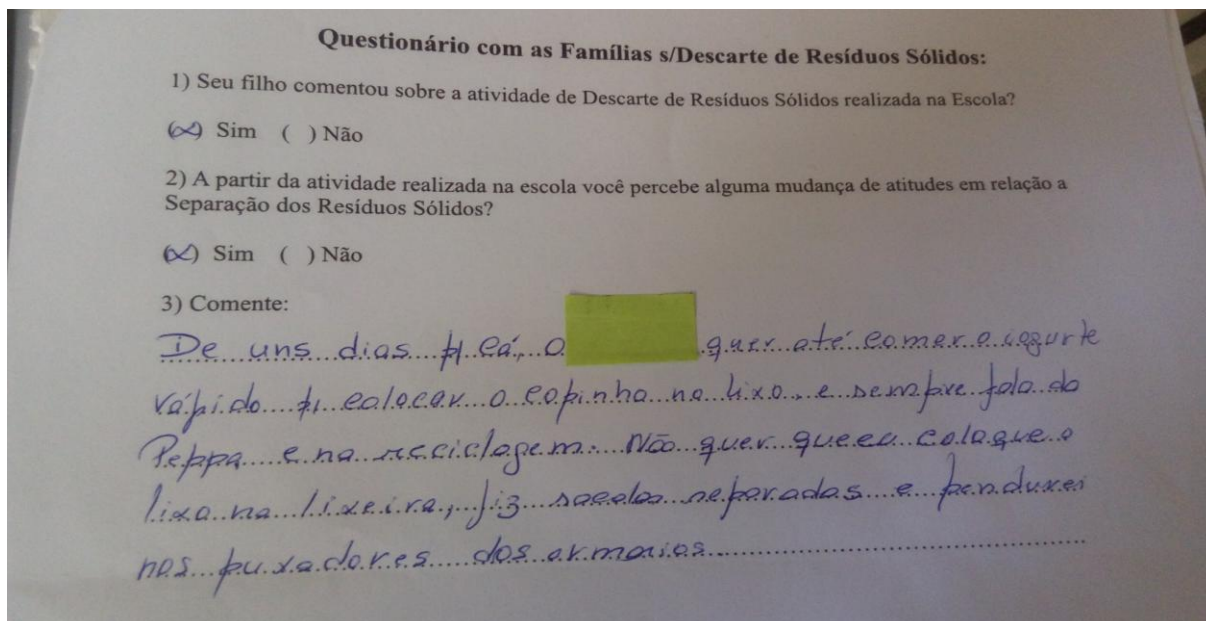 Questionário com as Famílias s/Descarte de Resíduos Sólidos:
1) Seu filho comentou sobre a atividade de Descarte de Resíduos Sólidos realizada na Escola?
(x) Sim ( ) Não
2) A partir da atividade realizada na escola você percebe alguma mudança de atitudes em relação a
Separação dos Resíduos Sólidos?
(x) Sim ( ) Não
3) Comente:
De uns dias p/ cá, o quer até comer o iogurte
rápido p/ colocar o copinho no lixo, e sempre fala do
Peppa e na reciclagem. Não quer que eu coloque o
lixo na lixeira, fiz sacolas separadas e pendurei
nos puxadores dos armarios